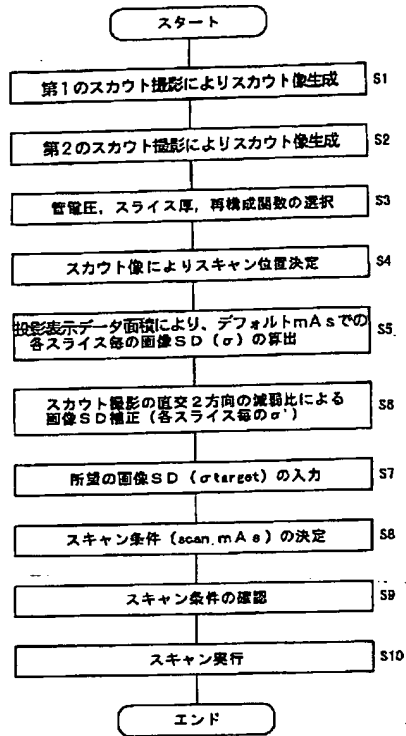 スタート
第1のスカウト撮影によりスカウト像生成
S1
第2のスカウト撮影によりスカウト像生成
S2
管電圧，スライス厚，再構成関数の選択
S3
スカウト像によりスキャン位置決定
S4
投影表示データ面積により、デフォルトmAsでの
各スライス毎の画像SD（σ）の算出
S5
スカウト撮影の直交2方向の減弱比による
画像SD補正（各スライス毎のσ'）
S6
所望の画像SD（σtarget）の入力
S7
スキャン条件（scan.mAs）の決定
S8
スキャン条件の確認
S9
スキャン実行
S10
エンド